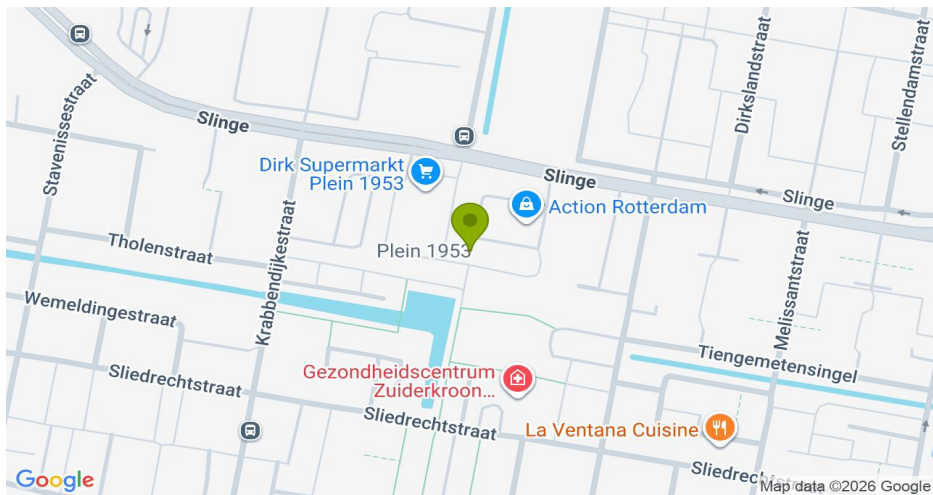 Stavenissestraat
Slinge
Dirkslandstraat
Stellendamstraat
Dirk Supermarkt
Plein 1953
Slinge
Slinge
Action Rotterdam
Krabbendijkestraat
Tholenstraat
Plein 1953
Melissantstraat
Wemeldingestraat
Tiengemetensingel
Sliedrechtstraat
Gezondheidscentrum
Zuiderkroon...
Sliedrechtstraat
La Ventana Cuisine
Sliedrechtstraat
Google
Map data ©2026 Google